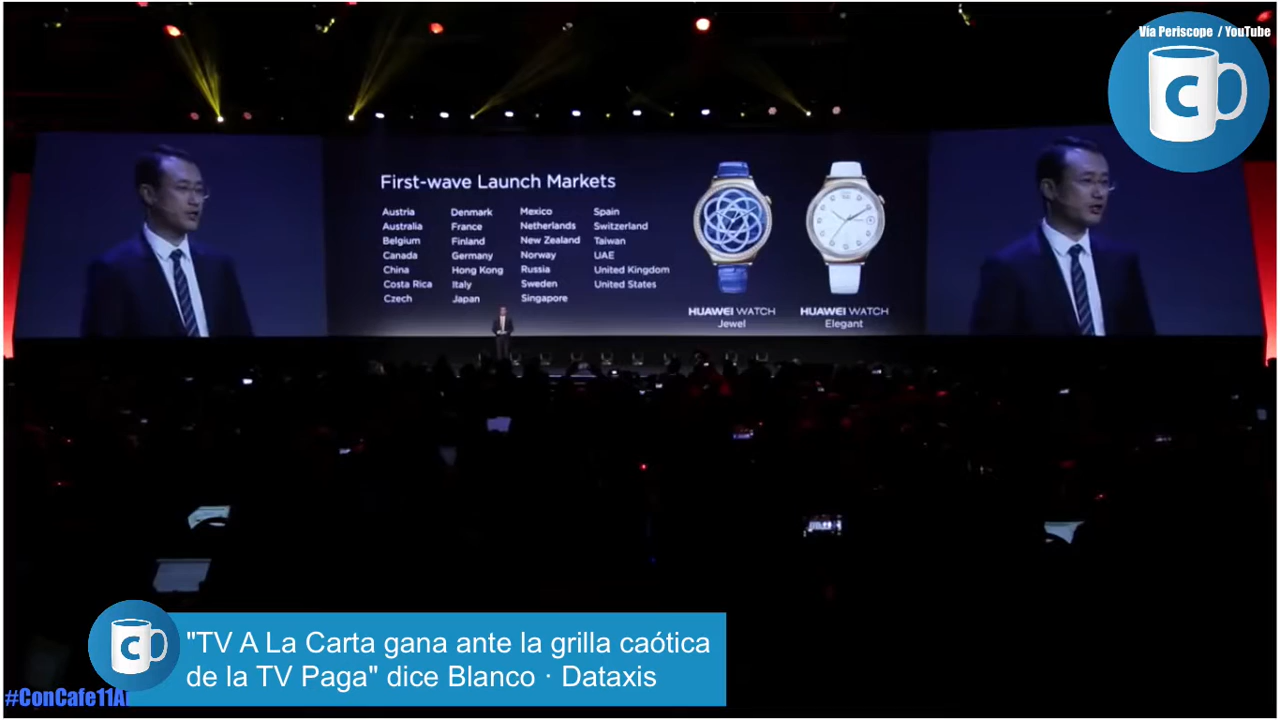 Vía Periscope / YouTube
C
First-wave Launch Markets
Austria
Australia
Belgium
Canada
China
Costa Rica
Czech
Denmark
France
Finland
Germany
Hong Kong
Italy
Japan
Mexico
Netherlands
New Zealand
Norway
Russia
Sweden
Singapore
Spain
Switzerland
Taiwan
UAE
United Kingdom
United States
HUAWEI WATCH
Jewel
HUAWEI WATCH
Elegant
C
"TV A La Carta gana ante la grilla caótica
de la TV Paga" dice Blanco · Dataxis
#ConCafe11A